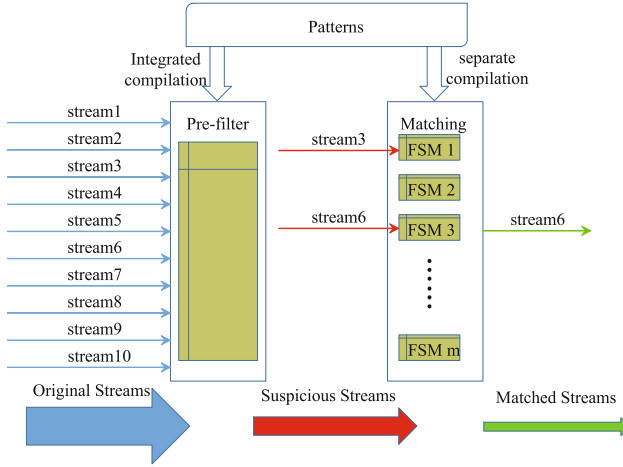 Patterns
Integrated
compilation
separate
compilation
stream1
stream2
stream3
stream4
stream5
stream6
stream7
stream8
stream9
stream10
Pre-filter
stream3
stream6
Matching
FSM 1
FSM 2
FSM 3
FSM m
stream6
Original Streams
Suspicious Streams
Matched Streams